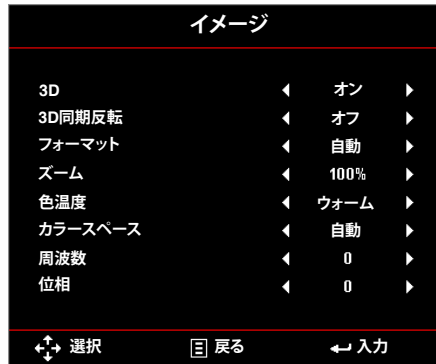 イメージ
3D オン
3D同期反転 オフ
フォーマット 自動
ズーム 100%
色温度 ウォーム
カラースペース 自動
周波数 0
位相 0
選択 戻る 入力